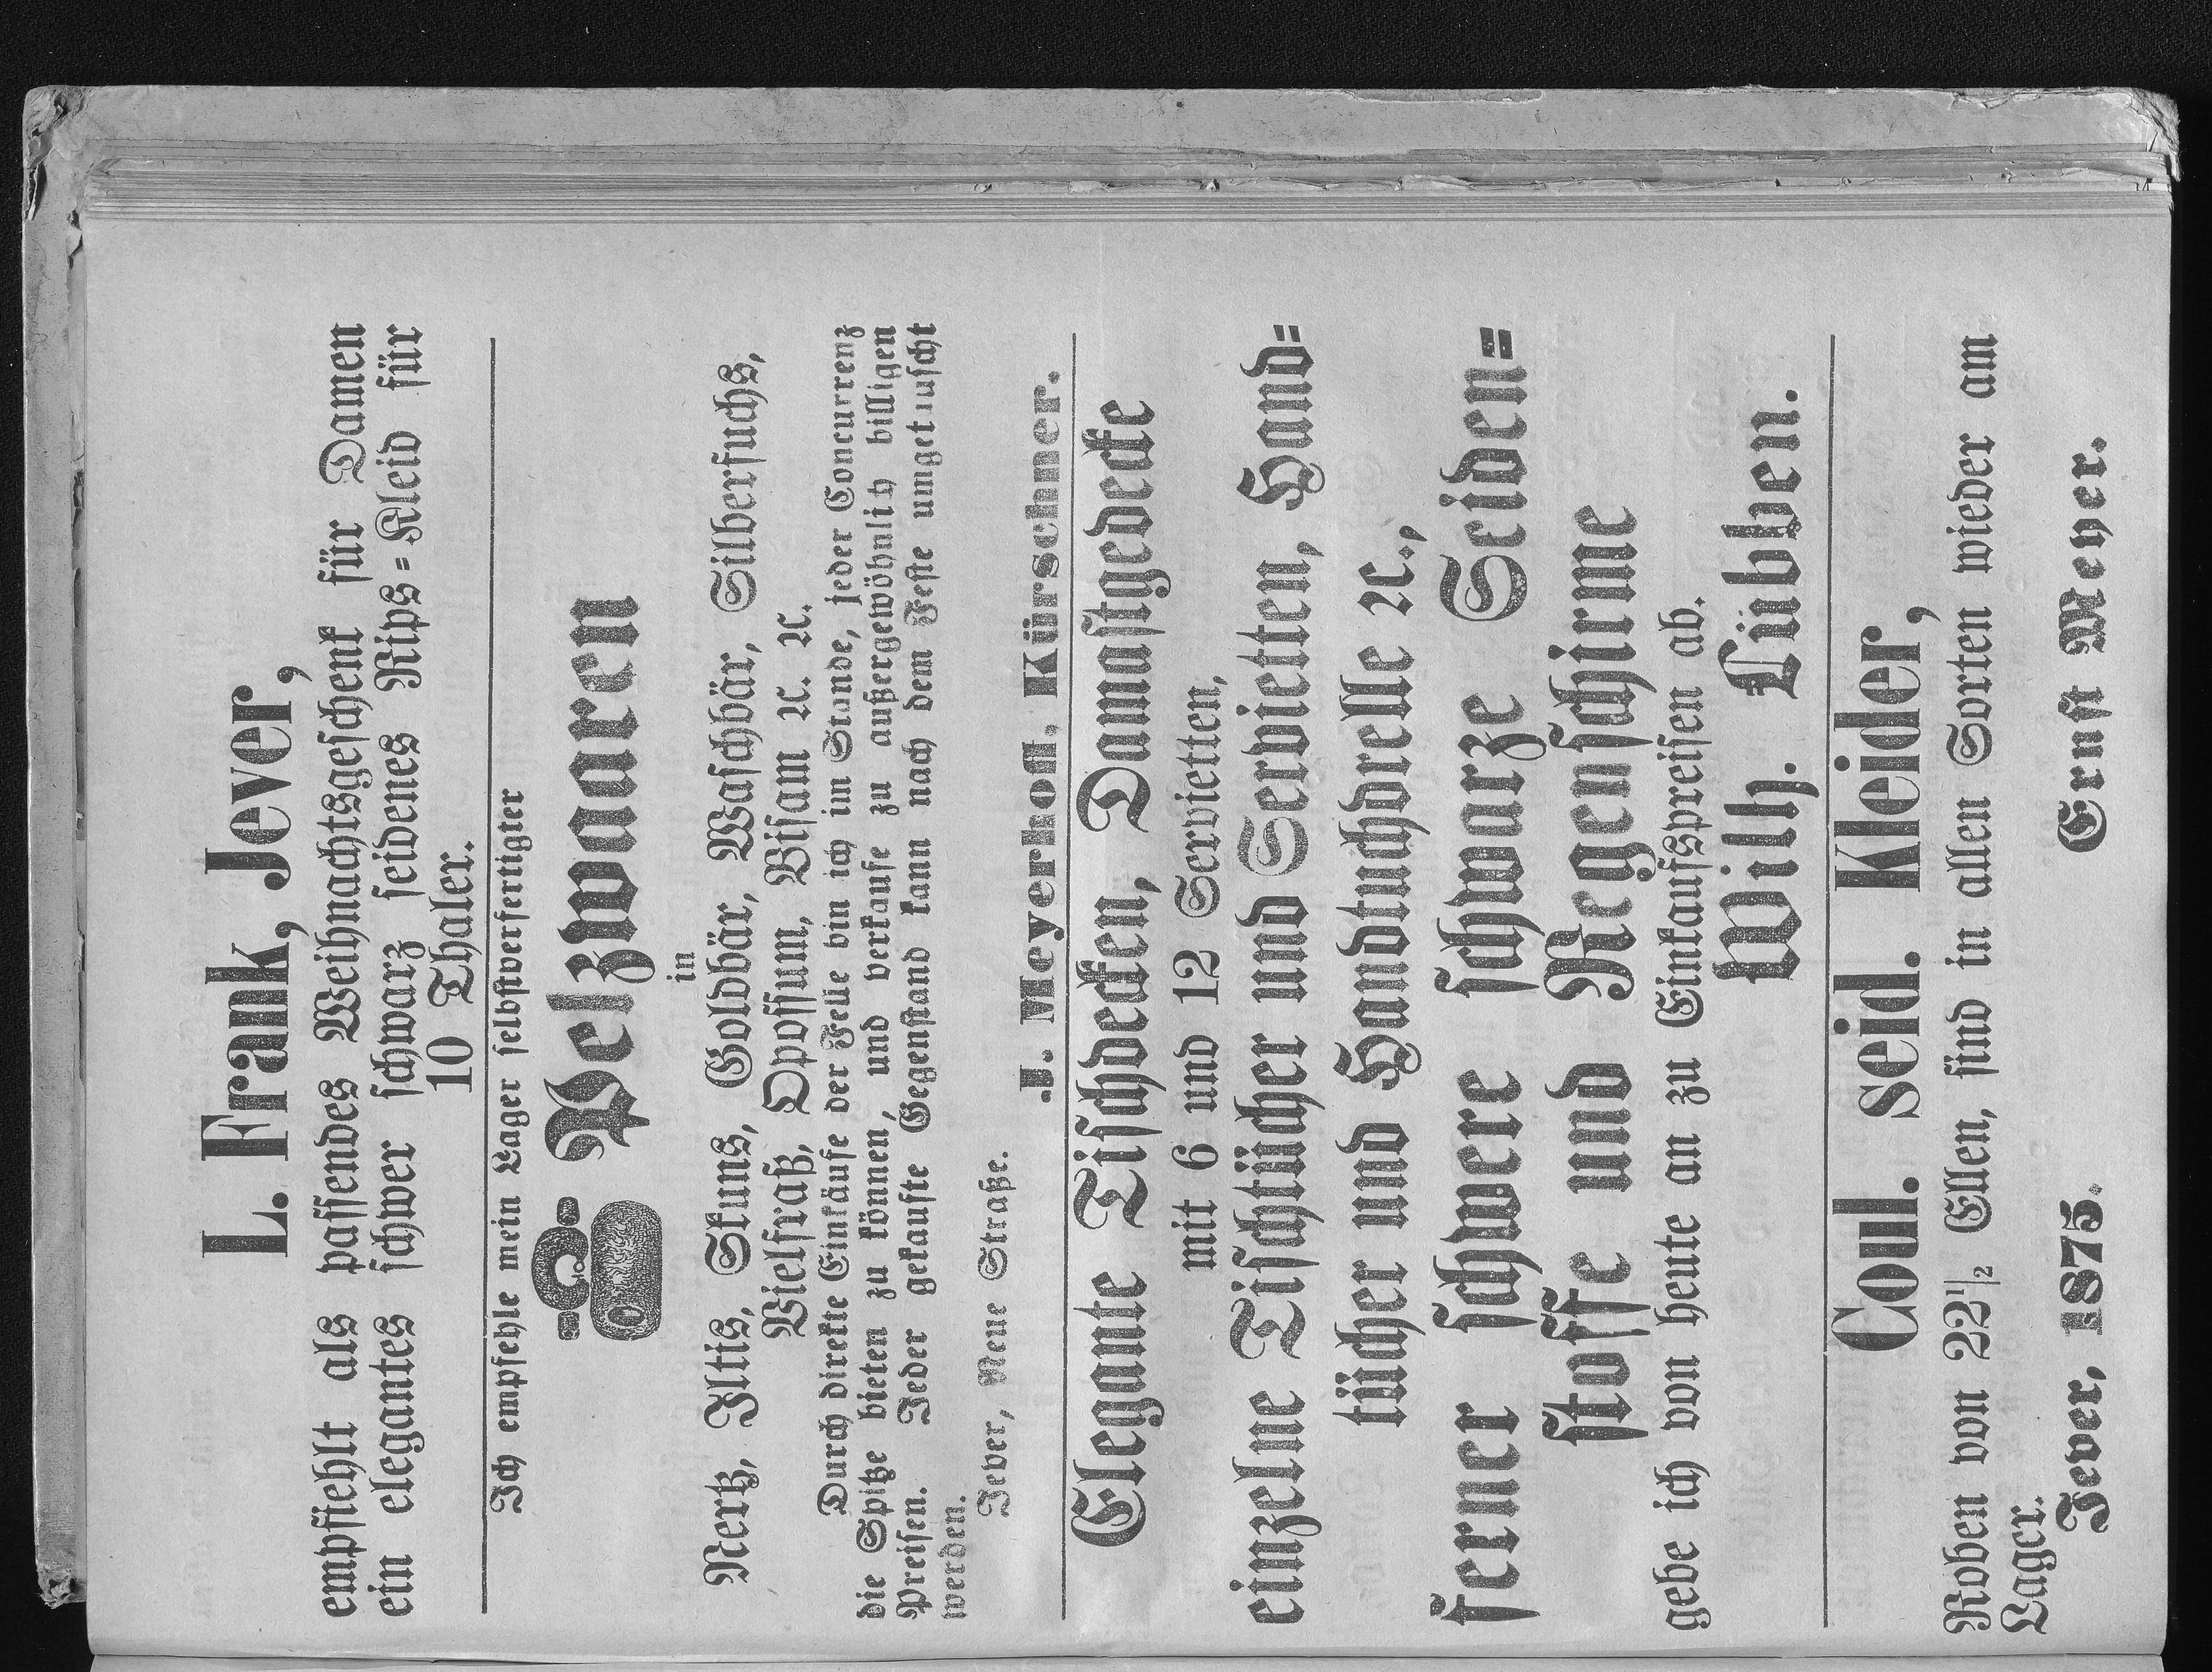 L. Frank, Jever,
empfiehlt als passendes Weihnachtsgeschenk für Damen
ein elegantes schwer schwarz seidenes Rips=Kleid für
10 Thaler.
Ich empfehle mein Lager selbstverfertigter
Pelzwaaren
in
Nertz, Iltis, Skuns, Goldbär, Waschbär, Silberfuchs,
Vielfraß, Opossum, Bisam ꝛc. ꝛc.
Durch direkte Einkäufe der Felle bin ich im Stande, jeder Concurrenz
die Spitze bieten zu können, und verkaufe zu außergewöhnlich billigen
Preisen. Jeder gekaufte Gegenstand kann nach dem Feste umgetauscht
werden.
Jever, Neue Straße.
J. Meyerhoff, Kürschner.
Elegante Tischdecken, Damastgedecke
mit 6 und 12 Servietten,
einzelne Tischtücher und Servietten, Hand=
tücher und Handtuchdrelle ꝛc.,
ferner schwere schwarze Seiden=
stoffe und Regenschirme
gebe ich von heute an zu Einkaufspreisen ab.
Wilh. Lübben.
Coul. seid. Kleider,
Roben von 22½ Ellen, sind in allen Sorten wieder am
Lager.
Jever, 1875. Ernst Meyer.